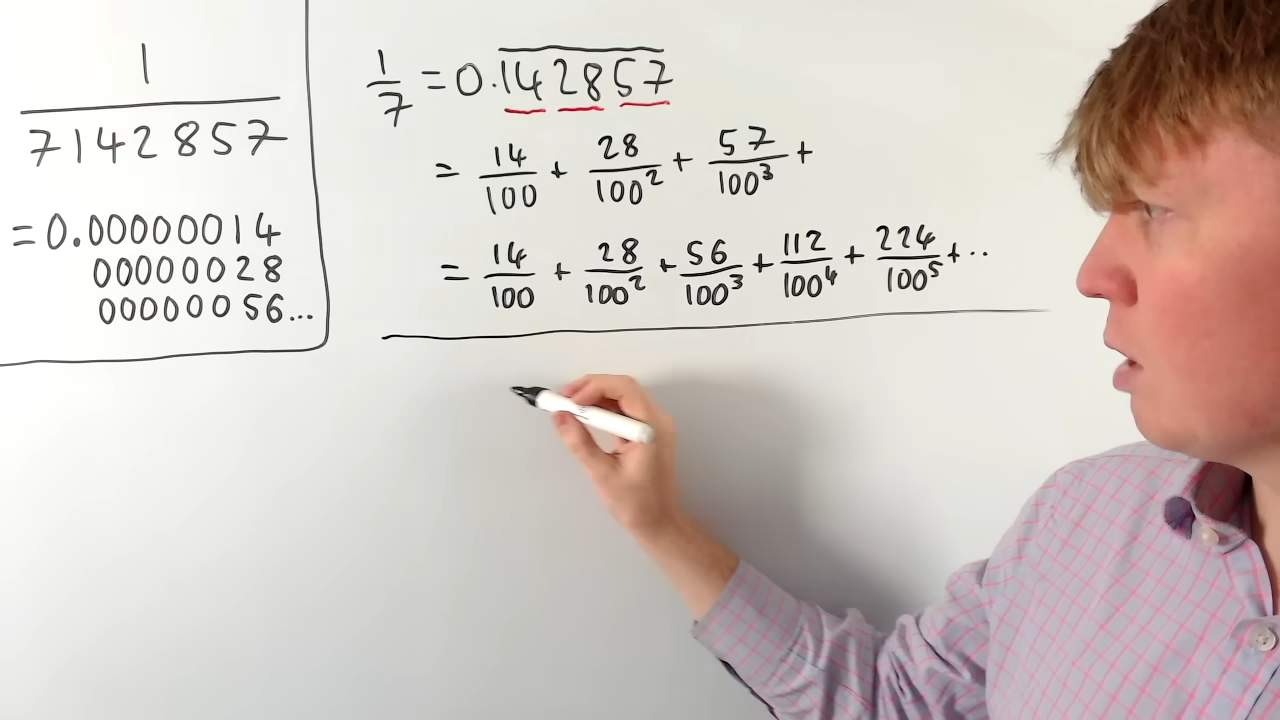 1
7142857
=0.00000014
00000028
00000056...
1/7 = 0.142857
= 14/100 + 28/100² + 57/100³ +
= 14/100 + 28/100² + 56/100³ + 112/100⁴ + 224/100⁵ + ..